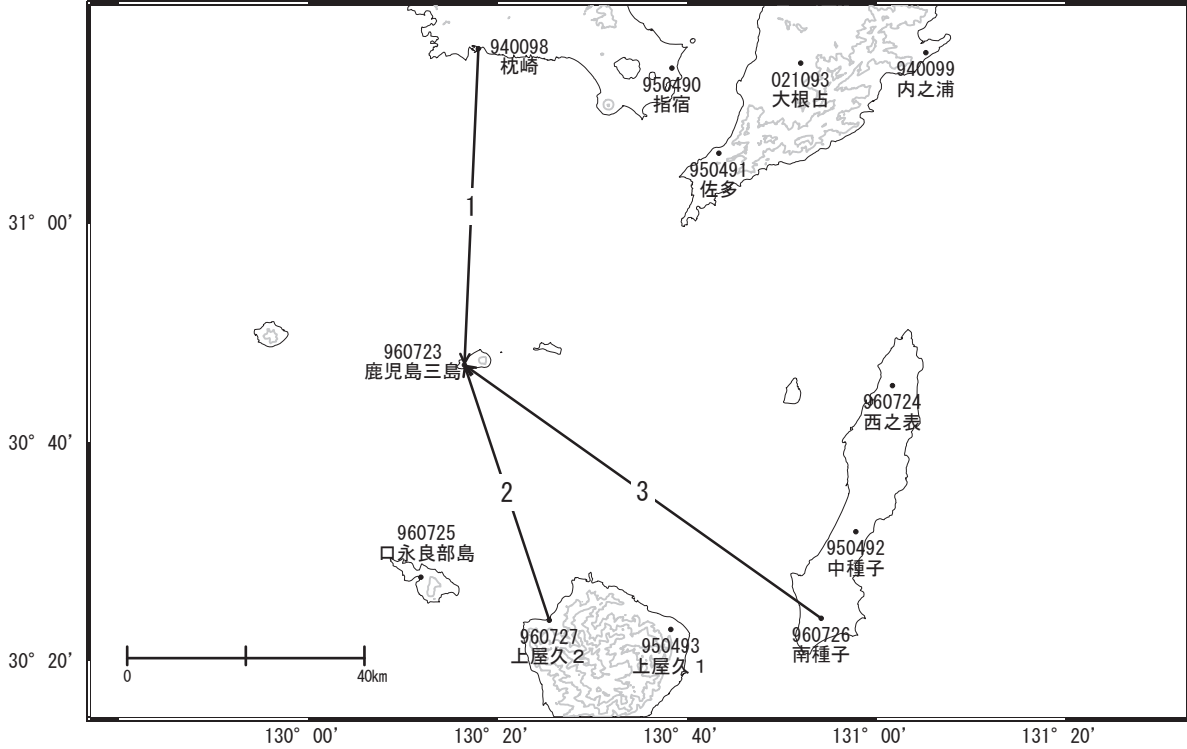 940098
枕崎
950490
指宿
021093
大根占
940099
内之浦
950491
佐多
1
31° 00'
960723
鹿児島三島
960724
西之表
30° 40'
2
3
960725
口永良部島
950492
中種子
960727
上屋久2
950493
上屋久1
960726
南種子
30° 20'
0
40km
130° 00'
130° 20'
130° 40'
131° 00'
131° 20'